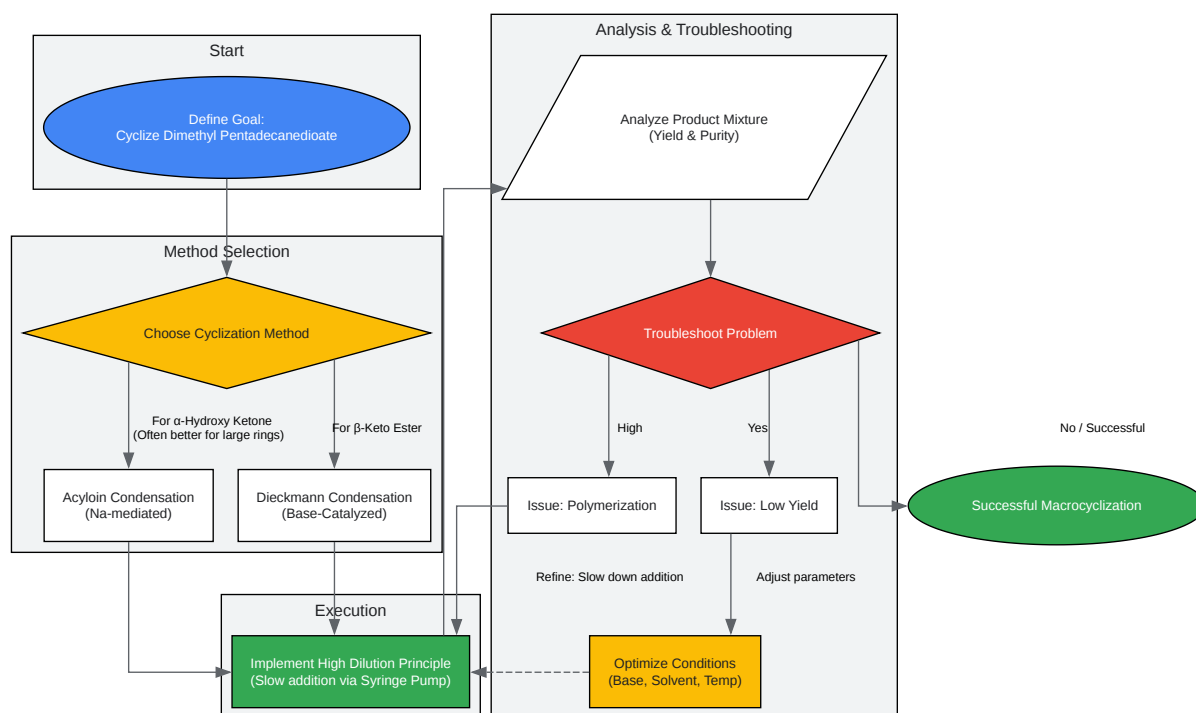 Start
Define Goal:
Cyclize Dimethyl Pentadecanedioate
Method Selection
Choose Cyclization Method
For α-Hydroxy Ketone
(Often better for large rings)
For β-Keto Ester
Acyloin Condensation
(Na-mediated)
Dieckmann Condensation
(Base-Catalyzed)
Execution
Implement High Dilution Principle
(Slow addition via Syringe Pump)
Analysis & Troubleshooting
Analyze Product Mixture
(Yield & Purity)
Troubleshoot Problem
High
Yes
No / Successful
Issue: Polymerization
Issue: Low Yield
Successful Macrocyclization
Refine: Slow down addition
Adjust parameters
Optimize Conditions
(Base, Solvent, Temp)